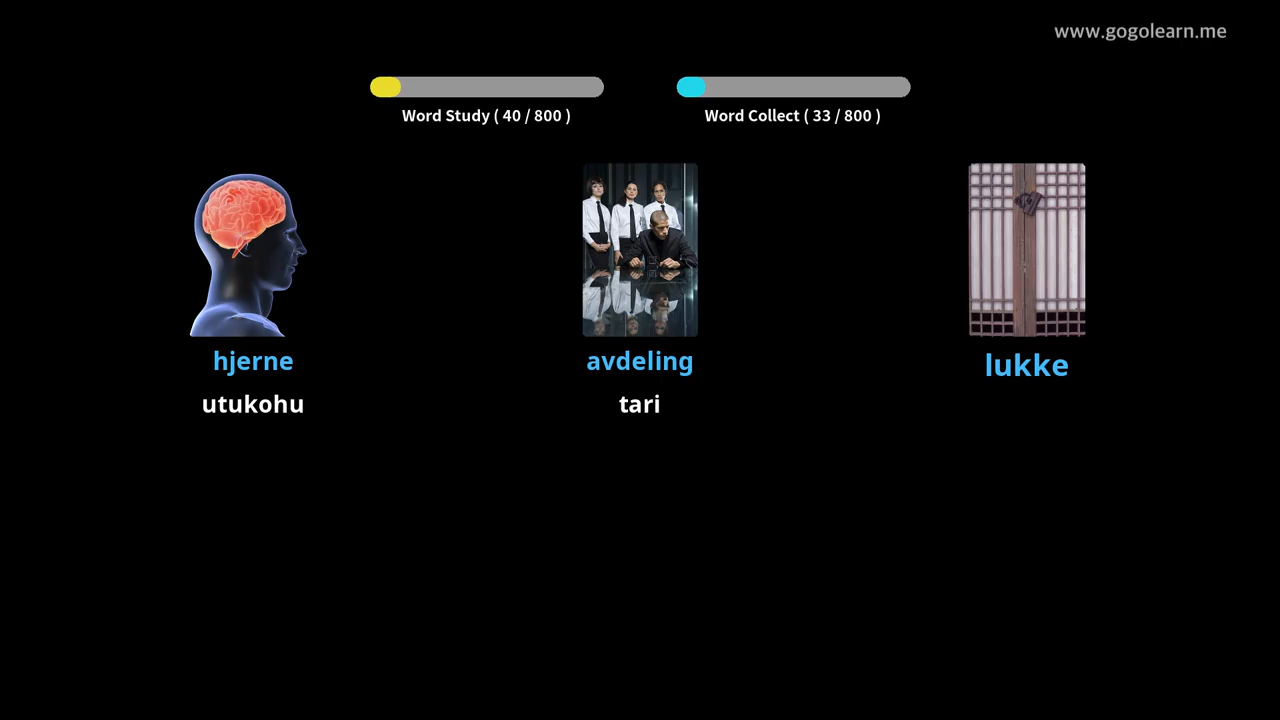 www.gogolearn.me
Word Study ( 40 / 800 )
Word Collect ( 33 / 800 )
hjerne
avdeling
lukke
utukohu
tari